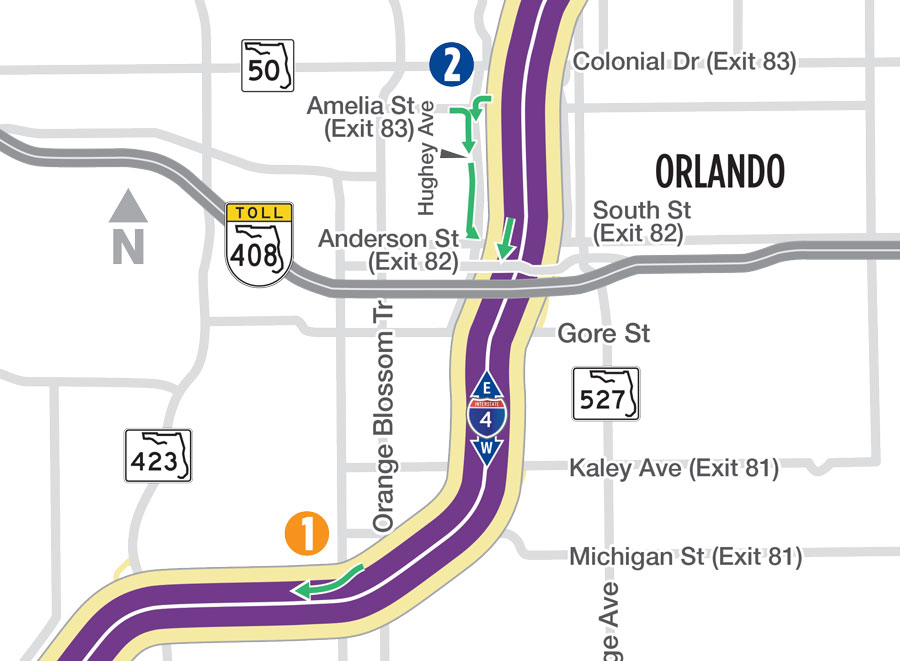 50
2
Colonial Dr (Exit 83)
Amelia St
(Exit 83)
Hughey Ave
ORLANDO
N
TOLL
408
South St
(Exit 82)
Anderson St
(Exit 82)
Orange Blossom Tr
Gore St
E
INTERSTATE
4
W
527
423
Kaley Ave (Exit 81)
1
Michigan St (Exit 81)
ge Ave